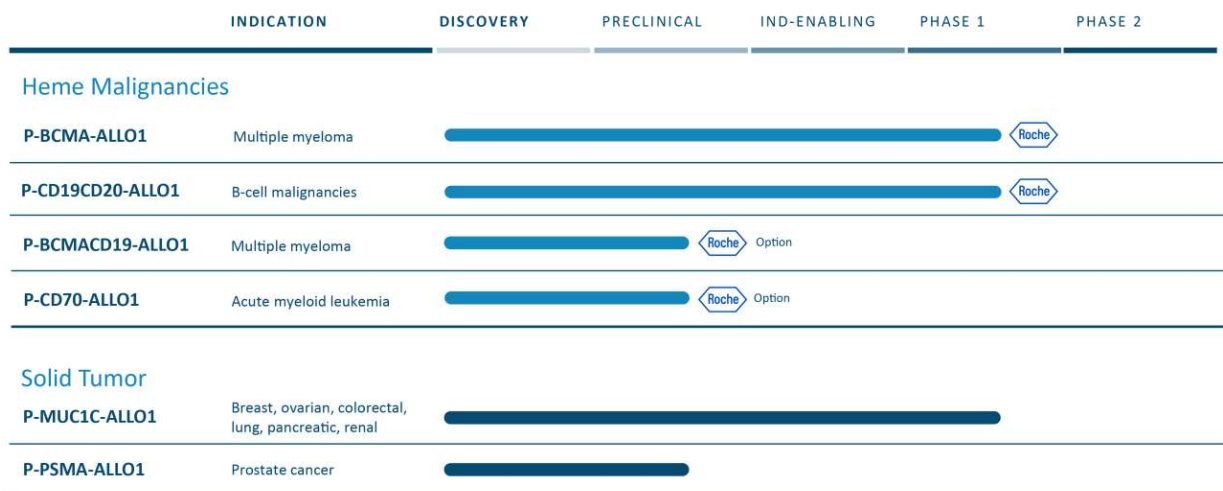 INDICATION DISCOVERY PRECLINICAL IND-ENABLING PHASE 1 PHASE 2
Heme Malignancies
P-BCMA-ALLO1 Multiple myeloma Roche
P-CD19CD20-ALLO1 B-cell malignancies Roche
P-BCMACD19-ALLO1 Multiple myeloma Roche Option
P-CD70-ALLO1 Acute myeloid leukemia Roche Option
Solid Tumor
P-MUC1C-ALLO1 Breast, ovarian, colorectal,
lung, pancreatic, renal
P-PSMA-ALLO1 Prostate cancer